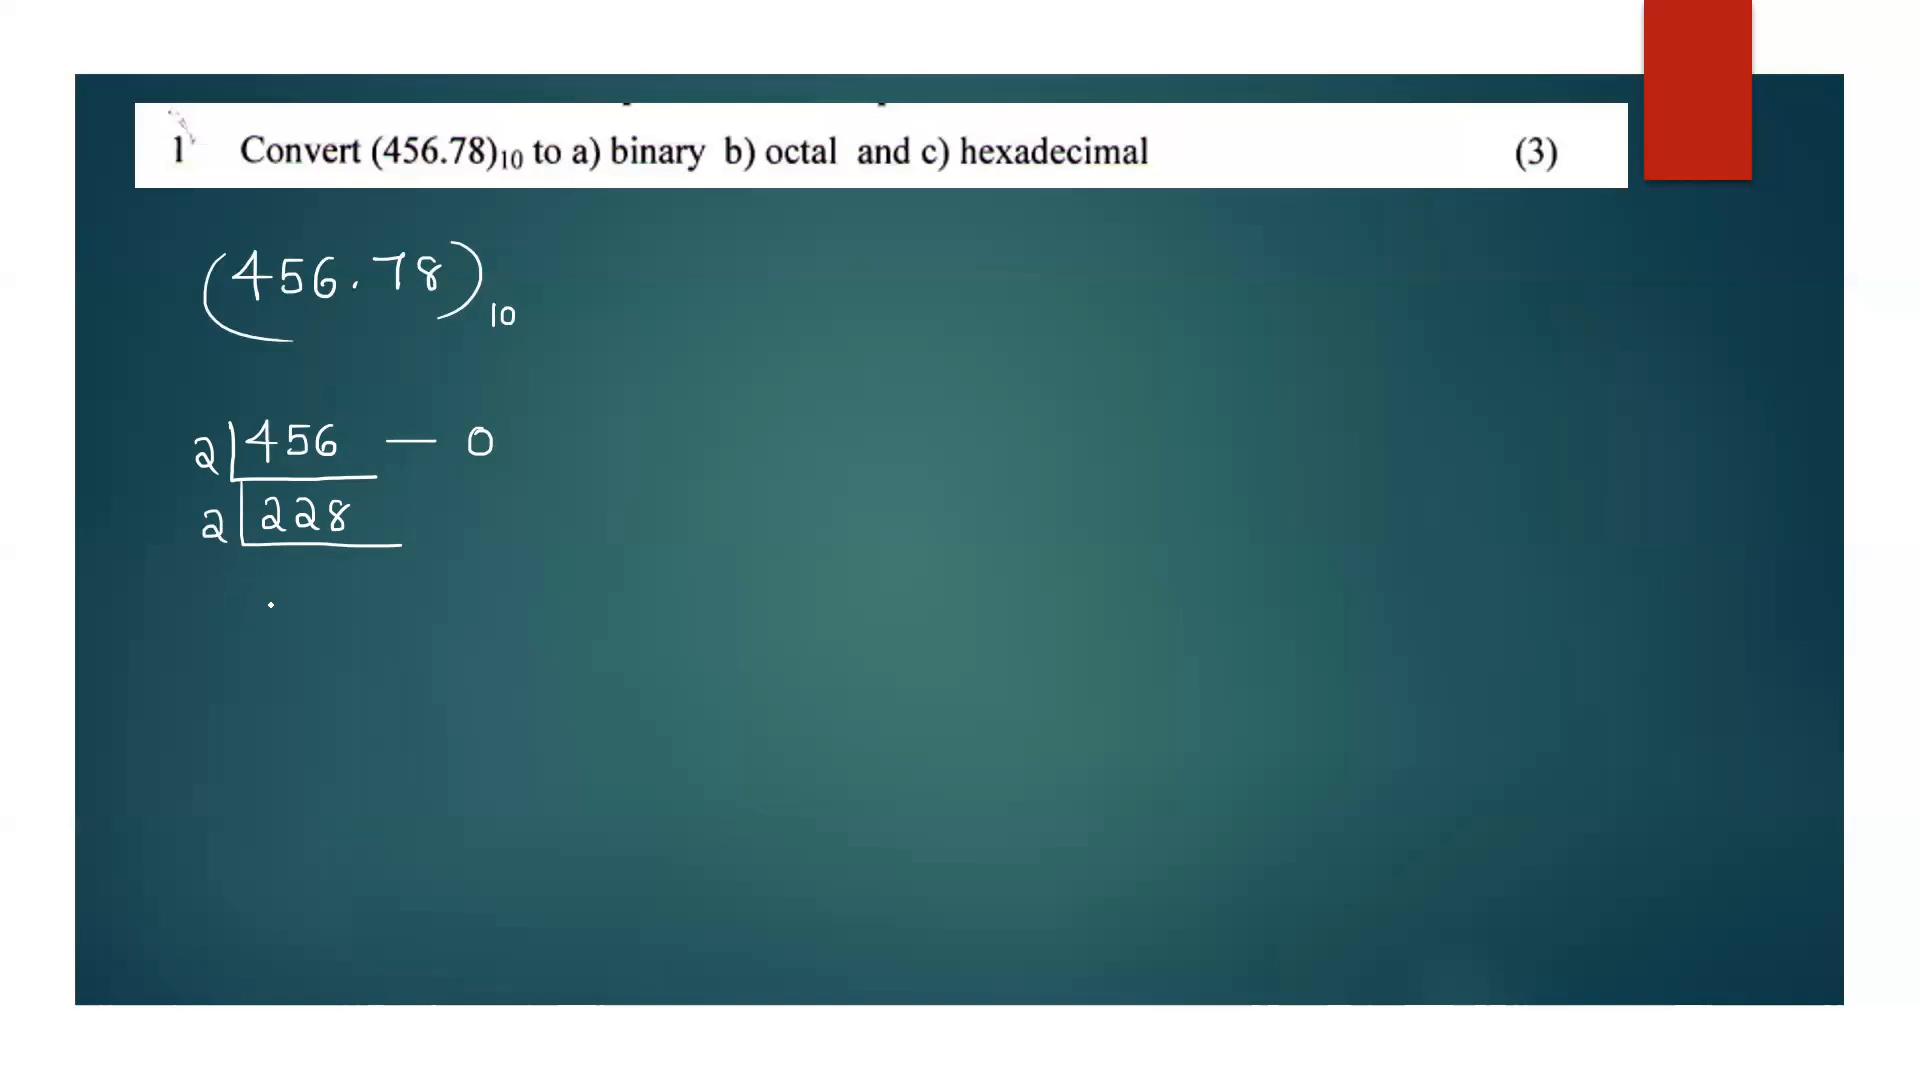 1 Convert (456.78)₁₀ to a) binary b) octal and c) hexadecimal (3)
(456.78)₁₀
2 | 456 — 0
2 | 228